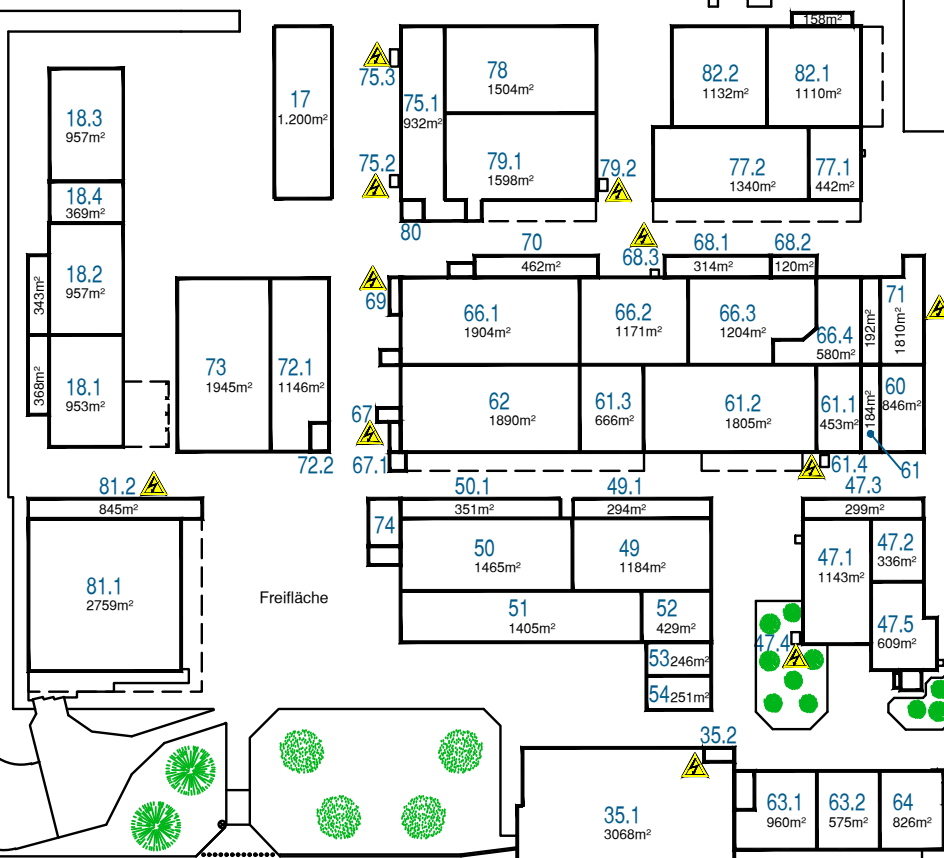 158m²
75.3
78
1504m²
82.2
1132m²
82.1
1110m²
17
1.200m²
75.1
932m²
18.3
957m²
75.2
79.1
1598m²
79.2
77.2
1340m²
77.1
442m²
18.4
369m²
80
70
462m²
68.3
68.1
314m²
68.2
120m²
18.2
957m²
343m²
69
66.1
1904m²
66.2
1171m²
66.3
1204m²
66.4
580m²
192m²
71
1810m²
73
1945m²
72.1
1146m²
18.1
953m²
368m²
67
62
1890m²
61.3
666m²
61.2
1805m²
61.1
453m²
184m²
60
846m²
72.2
67.1
61.4
61
81.2
845m²
50.1
351m²
49.1
294m²
47.3
299m²
74
50
1465m²
49
1184m²
47.1
1143m²
47.2
336m²
81.1
2759m²
Freifläche
51
1405m²
52
429m²
47.5
609m²
47.4
53 246m²
54 251m²
35.2
35.1
3068m²
63.1
960m²
63.2
575m²
64
826m²